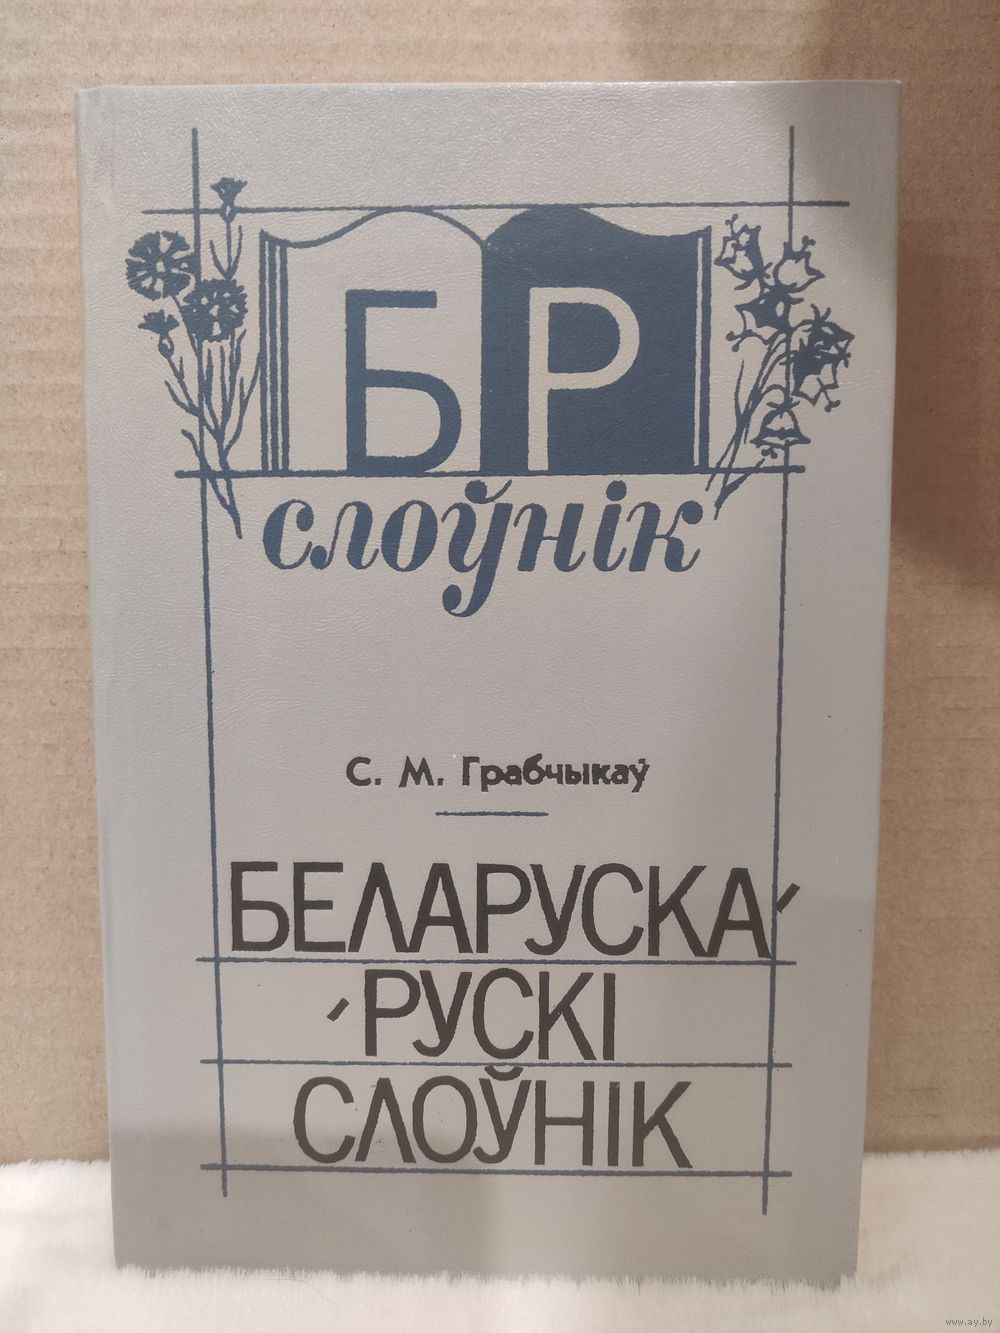 БР
слоўнік
С. М. Грабчыкаў
БЕЛАРУСКА-
-РУСКІ
СЛОЎНІК
www.ay.by